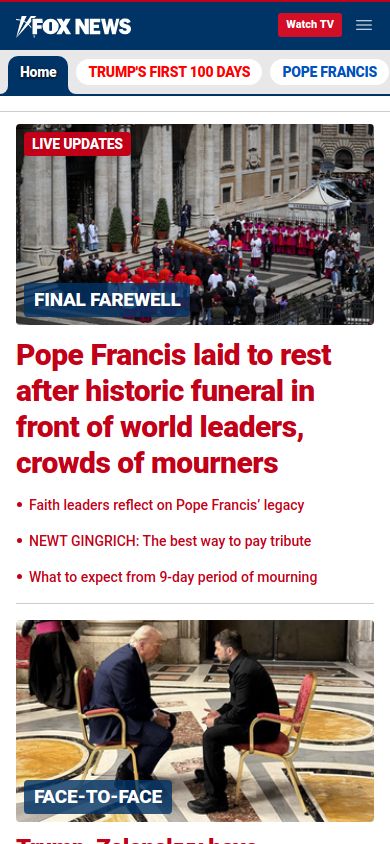 FOX NEWS
Watch TV
Home
TRUMP'S FIRST 100 DAYS
POPE FRANCIS
LIVE UPDATES
FINAL FAREWELL
Pope Francis laid to rest
after historic funeral in
front of world leaders,
crowds of mourners
• Faith leaders reflect on Pope Francis’ legacy
• NEWT GINGRICH: The best way to pay tribute
• What to expect from 9-day period of mourning
FACE-TO-FACE
Trump, Zelenskyy have